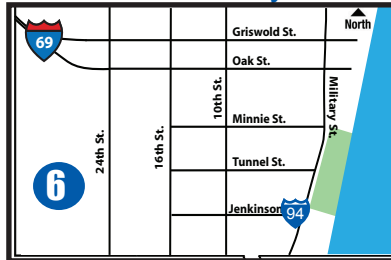 North
Griswold St.
69
Oak St.
Military St.
10th St.
Minnie St.
24th St.
16th St.
Tunnel St.
6
Jenkinson
94